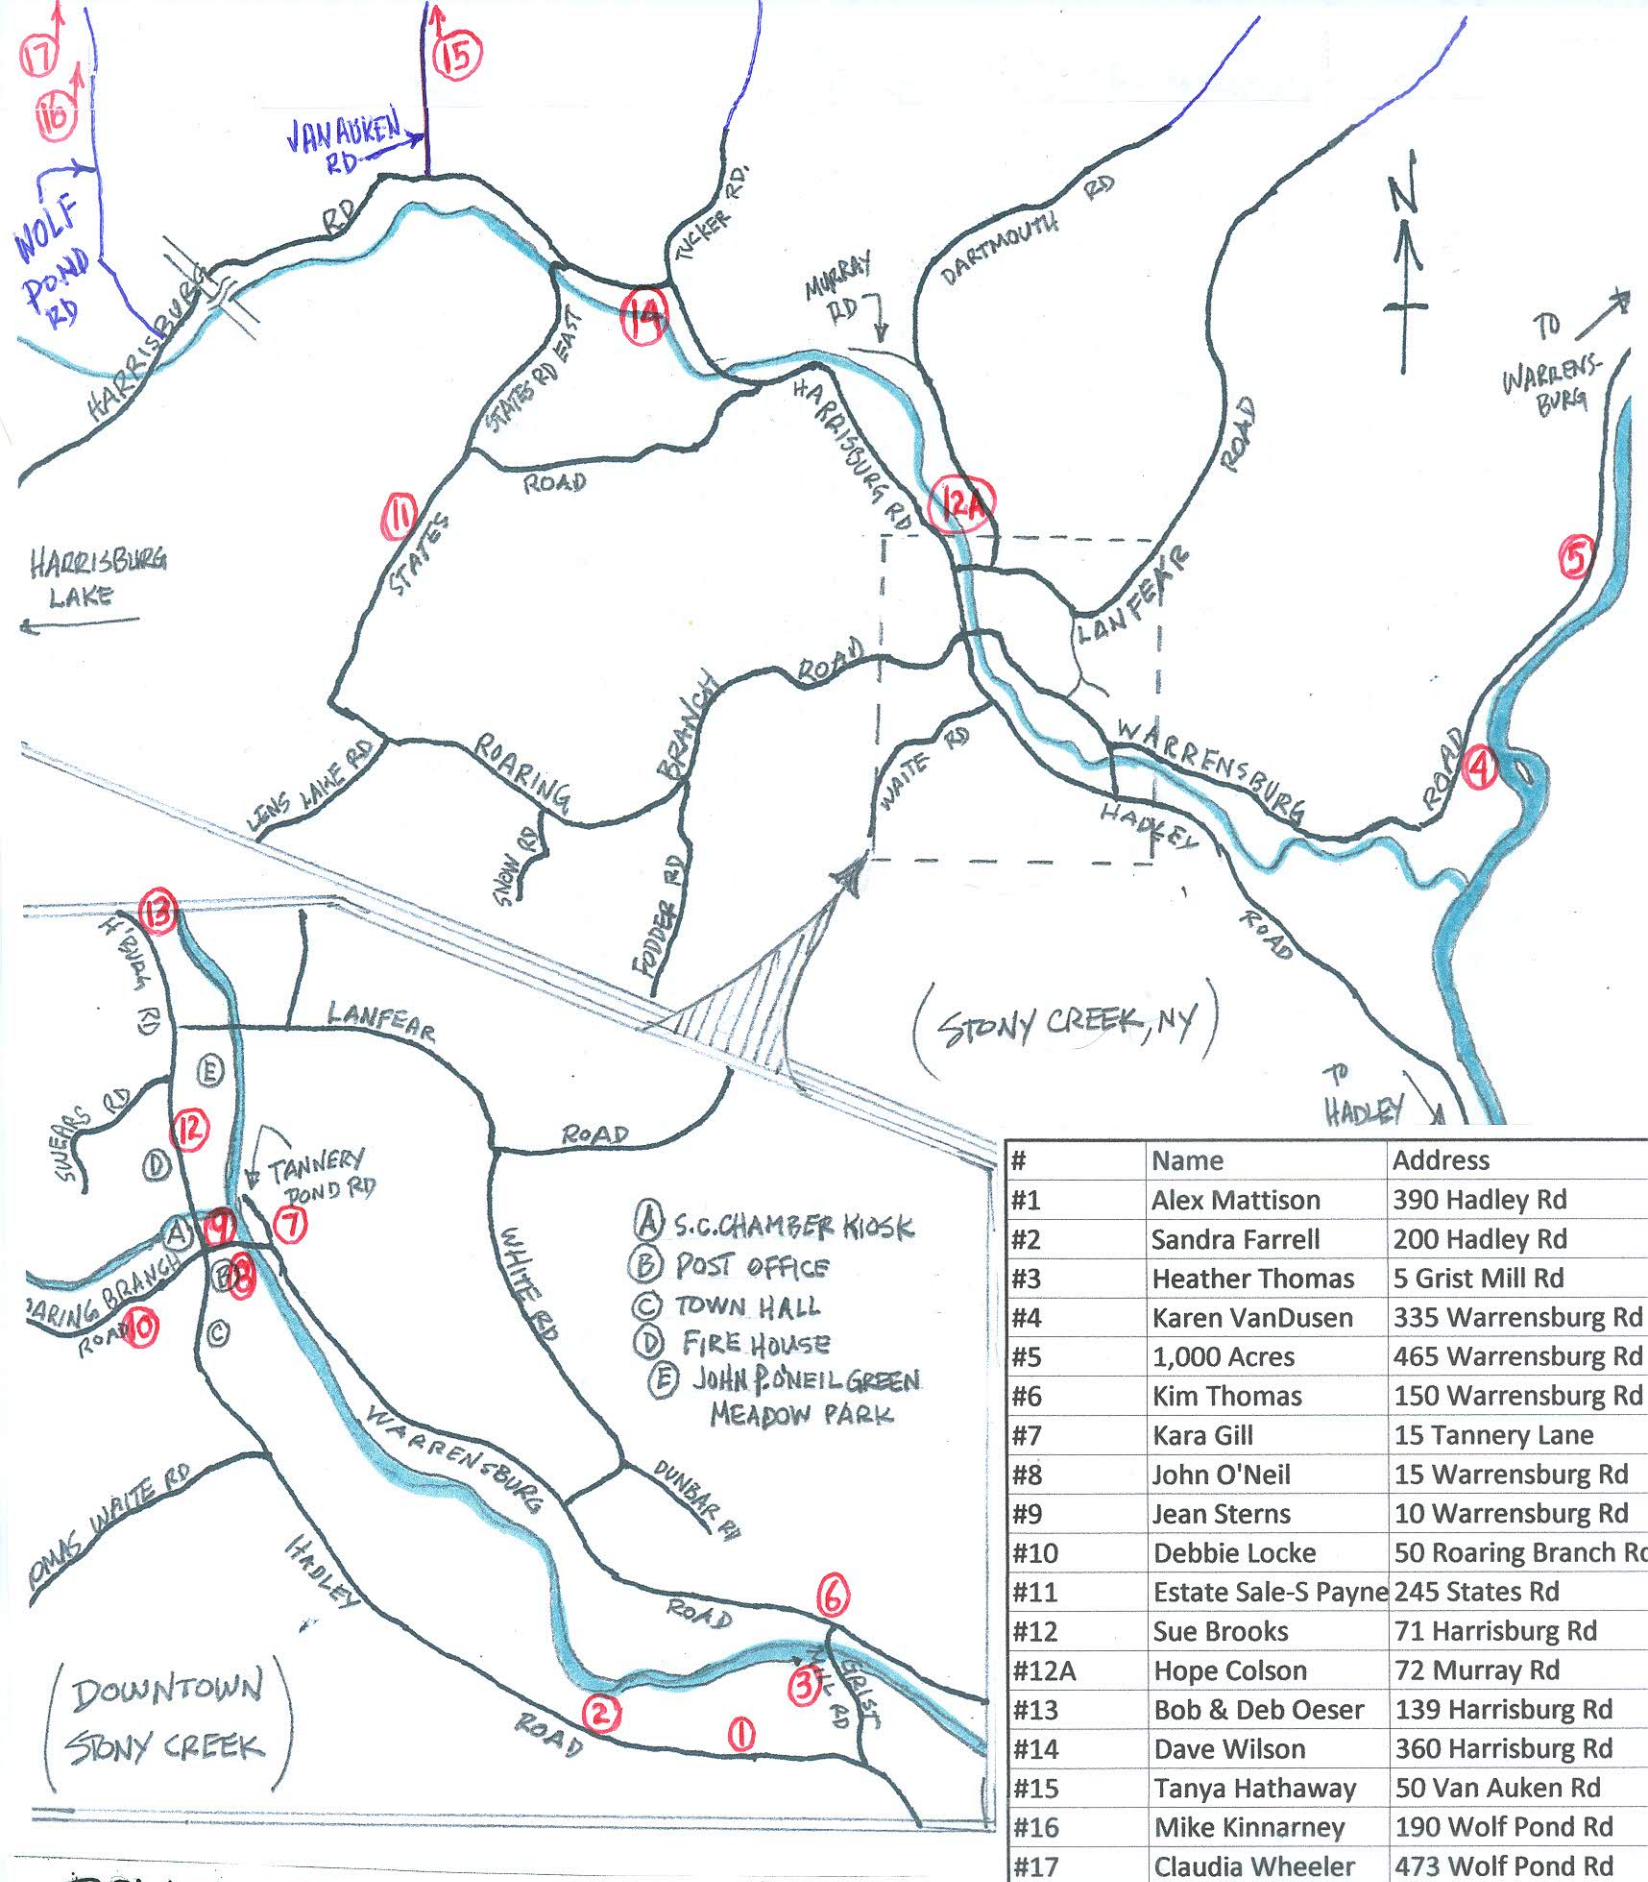 17
16
15
VANAUKEN
RD
WOLF
POND
RD
HARRISBURG
RD
TUCKER RD.
DARTMOUTH
RD
N
MURRAY
RD
TO
WARRENS-
BURG
14
STATES RD EAST
ROAD
HARRISBURG RD
11
STATES
12A
ROAD
LANFEAR
5
HARRISBURG
LAKE
ROAD
BRANCH
ROARING
LENS LAKE RD
SNOW RD
FODDER RD
WAITE RD
WARRENSBURG
ROAD
4
HADLEY
ROAD
(STONY CREEK, NY)
TO
HADLEY
13
H'BURG RD
LANFEAR
ROAD
E
SWEARS RD
12
D
TANNERY
POND RD
A
9
7
B
8
ARING BRANCH
ROAD
10
C
WHITE RD
A S.C. CHAMBER KIOSK
B POST OFFICE
C TOWN HALL
D FIRE HOUSE
E JOHN P. O'NEIL GREEN
MEADOW PARK
WARRENSBURG
ROAD
DUNBAR RD
OMAS WAITE RD
HADLEY
ROAD
6
3
GRIST
MILL RD
2
1
(DOWNTOWN
STONY CREEK)
# Name Address
#1 Alex Mattison 390 Hadley Rd
#2 Sandra Farrell 200 Hadley Rd
#3 Heather Thomas 5 Grist Mill Rd
#4 Karen VanDusen 335 Warrensburg Rd
#5 1,000 Acres 465 Warrensburg Rd
#6 Kim Thomas 150 Warrensburg Rd
#7 Kara Gill 15 Tannery Lane
#8 John O'Neil 15 Warrensburg Rd
#9 Jean Sterns 10 Warrensburg Rd
#10 Debbie Locke 50 Roaring Branch Rd
#11 Estate Sale-S Payne 245 States Rd
#12 Sue Brooks 71 Harrisburg Rd
#12A Hope Colson 72 Murray Rd
#13 Bob & Deb Oeser 139 Harrisburg Rd
#14 Dave Wilson 360 Harrisburg Rd
#15 Tanya Hathaway 50 Van Auken Rd
#16 Mike Kinnarney 190 Wolf Pond Rd
#17 Claudia Wheeler 473 Wolf Pond Rd